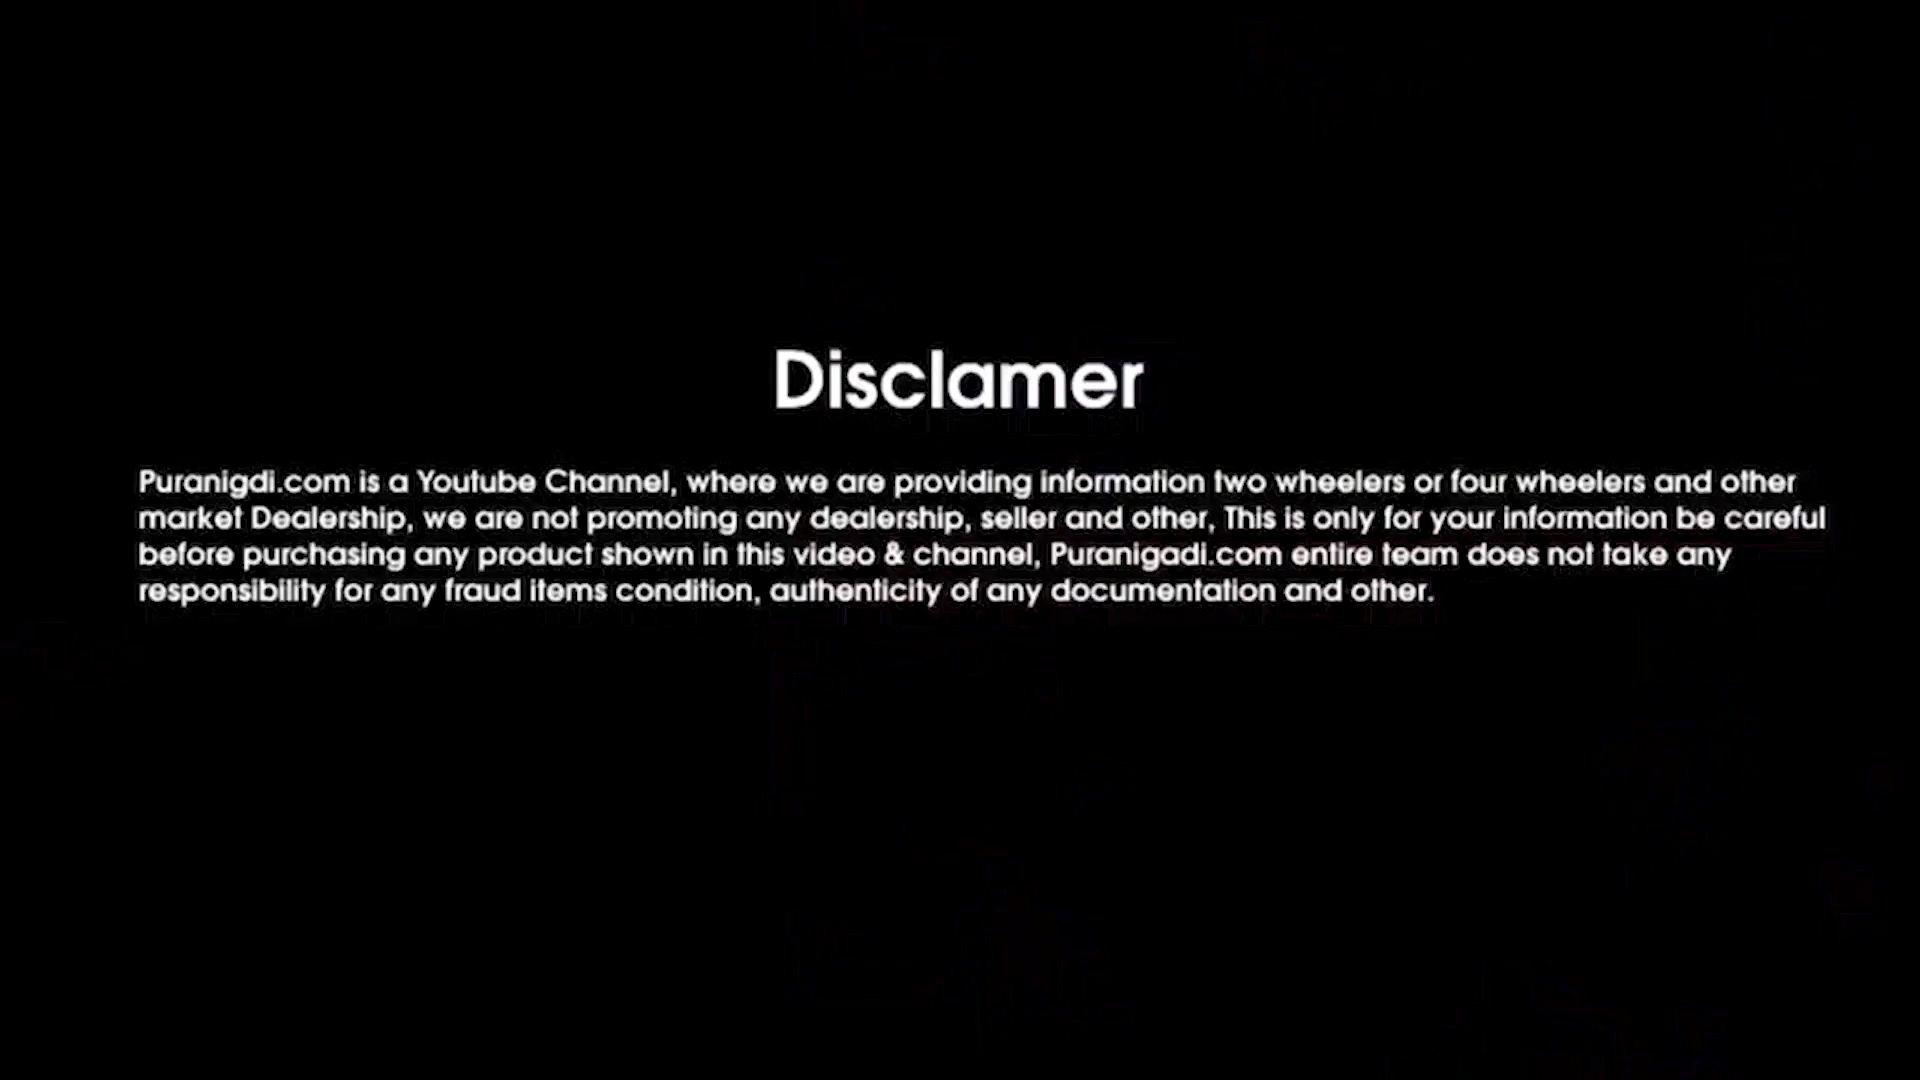 Disclamer
Puranigdi.com is a Youtube Channel, where we are providing information two wheelers or four wheelers and other
market Dealership, we are not promoting any dealership, seller and other, This is only for your information be careful
before purchasing any product shown in this video & channel, Puranigadi.com entire team does not take any
responsibility for any fraud items condition, authenticity of any documentation and other.